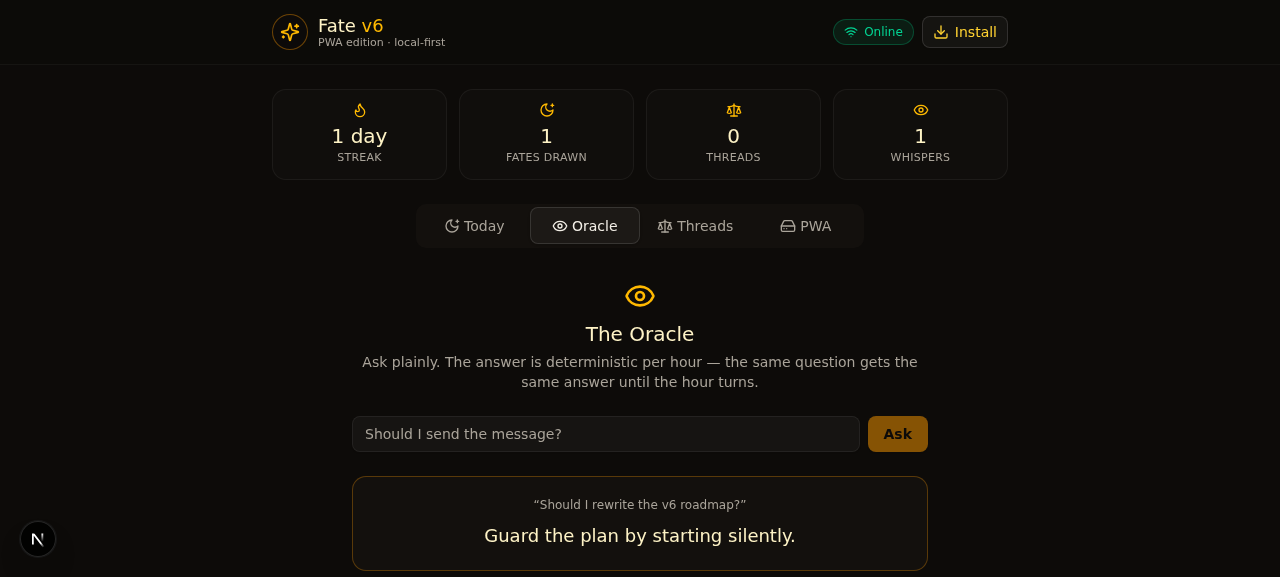 Fate v6
PWA edition · local-first
Online
Install
1 day
STREAK
1
FATES DRAWN
0
THREADS
1
WHISPERS
Today
Oracle
Threads
PWA
The Oracle
Ask plainly. The answer is deterministic per hour — the same question gets the
same answer until the hour turns.
Should I send the message?
Ask
“Should I rewrite the v6 roadmap?”
Guard the plan by starting silently.
N